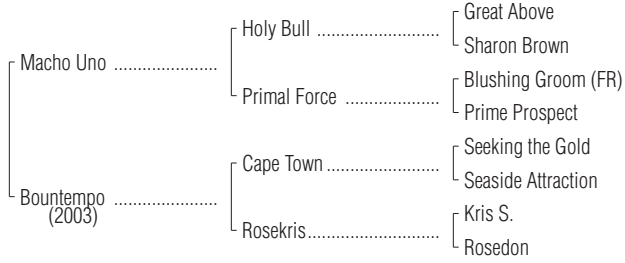 Great Above
Holy Bull ..........................
Sharon Brown
Macho Uno ......................
Blushing Groom (FR)
Primal Force ....................
Prime Prospect
Seeking the Gold
Cape Town ........................
Seaside Attraction
Bountempo ......................
(2003)
Kris S.
Rosekris............................
Rosedon